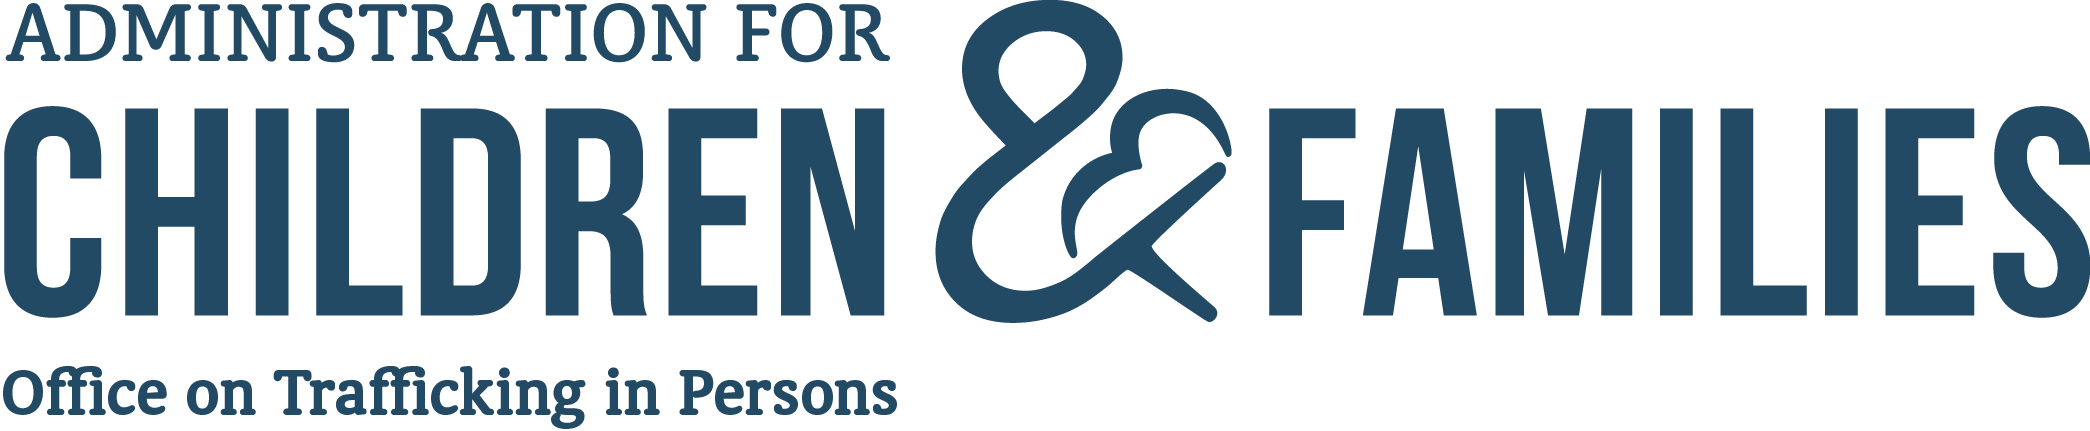 ADMINISTRATION FOR
CHILDREN & FAMILIES
Office on Trafficking in Persons